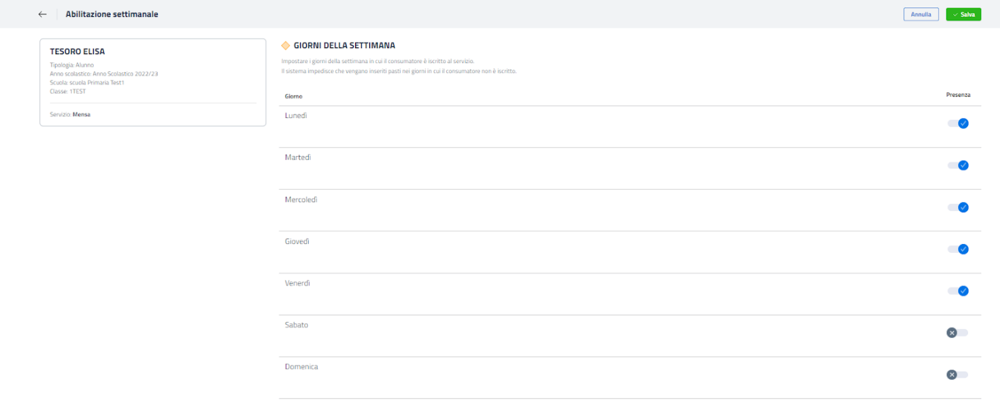 Abilitazione settimanale
Annulla
Salva
TESORO ELISA
Tipologia: Alunno
Anno scolastico: Anno Scolastico 2022/23
Scuola: scuola Primaria Test1
Classe: 1TEST
Servizio: Mensa
GIORNI DELLA SETTIMANA
Impostare i giorni della settimana in cui il consumatore è iscritto al servizio.
Il sistema impedisce che vengano inseriti pasti nei giorni in cui il consumatore non è iscritto.
Giorno
Presenza
Lunedì
Martedì
Mercoledì
Giovedì
Venerdì
Sabato
Domenica